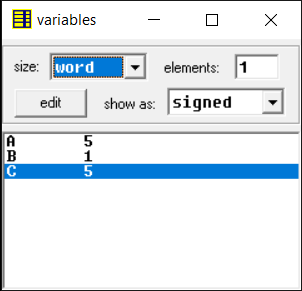 variables
size: word elements: 1
edit show as: signed
A 5
B 1
C 5